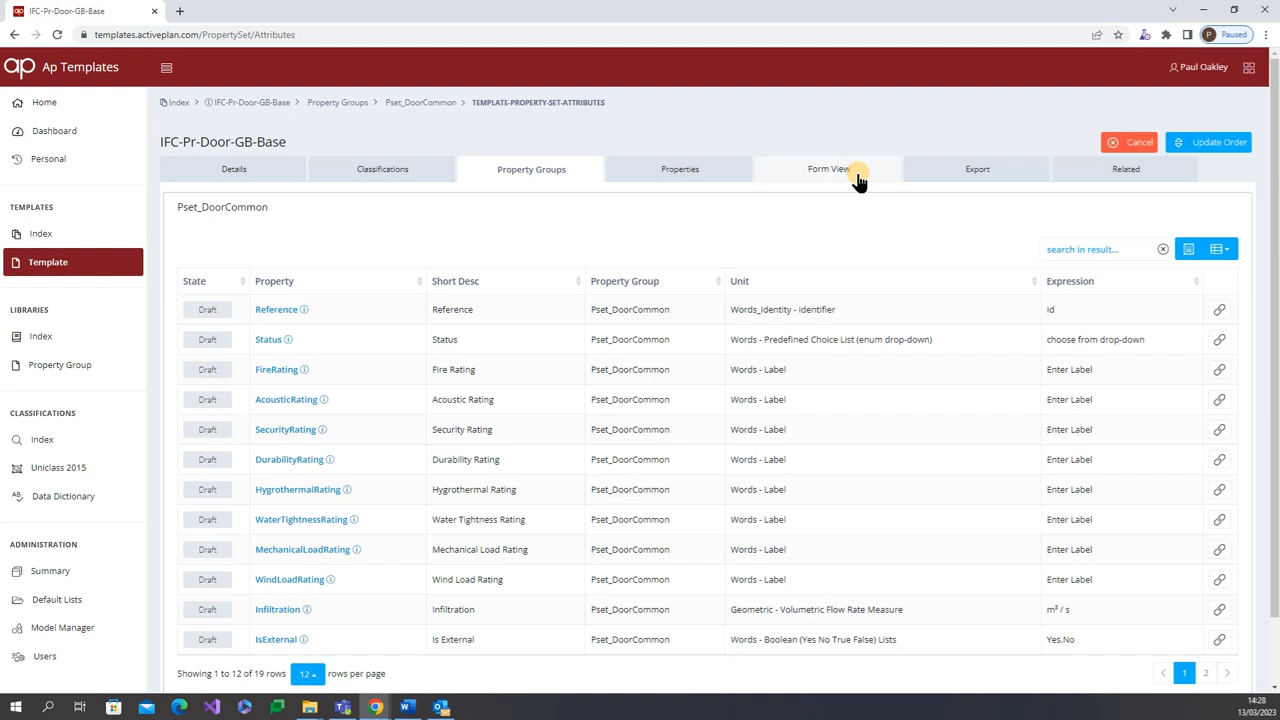 IFC-Pr-Door-GB-Base
templates.activeplan.com/PropertySet/Attributes
P Paused
ap Ap Templates
Paul Oakley
Home
Dashboard
Personal
TEMPLATES
Index
Template
LIBRARIES
Index
Property Group
CLASSIFICATIONS
Index
Uniclass 2015
Data Dictionary
ADMINISTRATION
Summary
Default Lists
Model Manager
Users
Index > IFC-Pr-Door-GB-Base > Property Groups > Pset_DoorCommon > TEMPLATE-PROPERTY-SET-ATTRIBUTES
IFC-Pr-Door-GB-Base
Cancel Update Order
Details Classifications Property Groups Properties Form View Export Related
Pset_DoorCommon
search in result...
State Property Short Desc Property Group Unit Expression
Draft Reference Reference Pset_DoorCommon Words_Identity - Identifier Id
Draft Status Status Pset_DoorCommon Words - Predefined Choice List (enum drop-down) choose from drop-down
Draft FireRating Fire Rating Pset_DoorCommon Words - Label Enter Label
Draft AcousticRating Acoustic Rating Pset_DoorCommon Words - Label Enter Label
Draft SecurityRating Security Rating Pset_DoorCommon Words - Label Enter Label
Draft DurabilityRating Durability Rating Pset_DoorCommon Words - Label Enter Label
Draft HygrothermalRating Hygrothermal Rating Pset_DoorCommon Words - Label Enter Label
Draft WaterTightnessRating Water Tightness Rating Pset_DoorCommon Words - Label Enter Label
Draft MechanicalLoadRating Mechanical Load Rating Pset_DoorCommon Words - Label Enter Label
Draft WindLoadRating Wind Load Rating Pset_DoorCommon Words - Label Enter Label
Draft Infiltration Infiltration Pset_DoorCommon Geometric - Volumetric Flow Rate Measure m³ / s
Draft IsExternal Is External Pset_DoorCommon Words - Boolean (Yes No True False) Lists Yes,No
Showing 1 to 12 of 19 rows 12 rows per page
1 2
14:28
13/03/2023